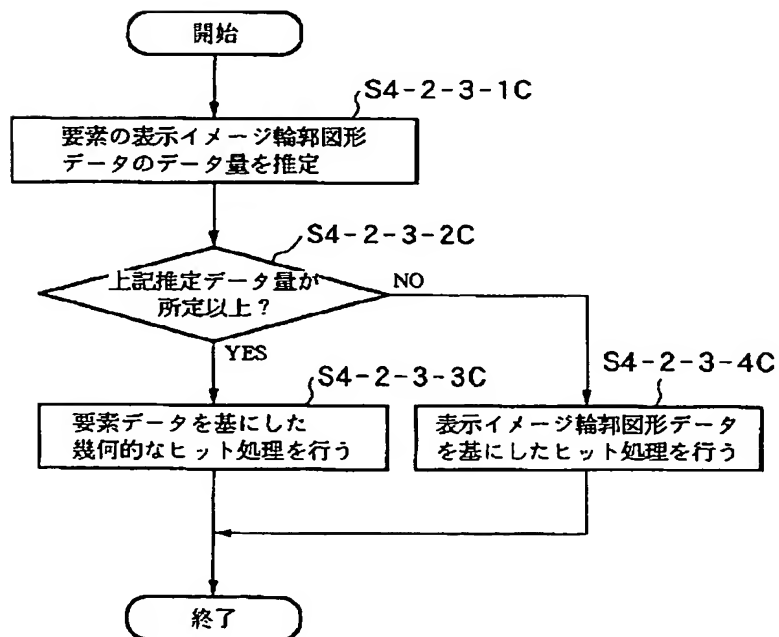 開始
S4-2-3-1C
要素の表示イメージ輪郭図形
データのデータ量を推定
S4-2-3-2C
上記推定データ量が
所定以上?
NO
YES
S4-2-3-3C
S4-2-3-4C
要素データを基にした
幾何的なヒット処理を行う
表示イメージ輪郭図形データ
を基にしたヒット処理を行う
終了